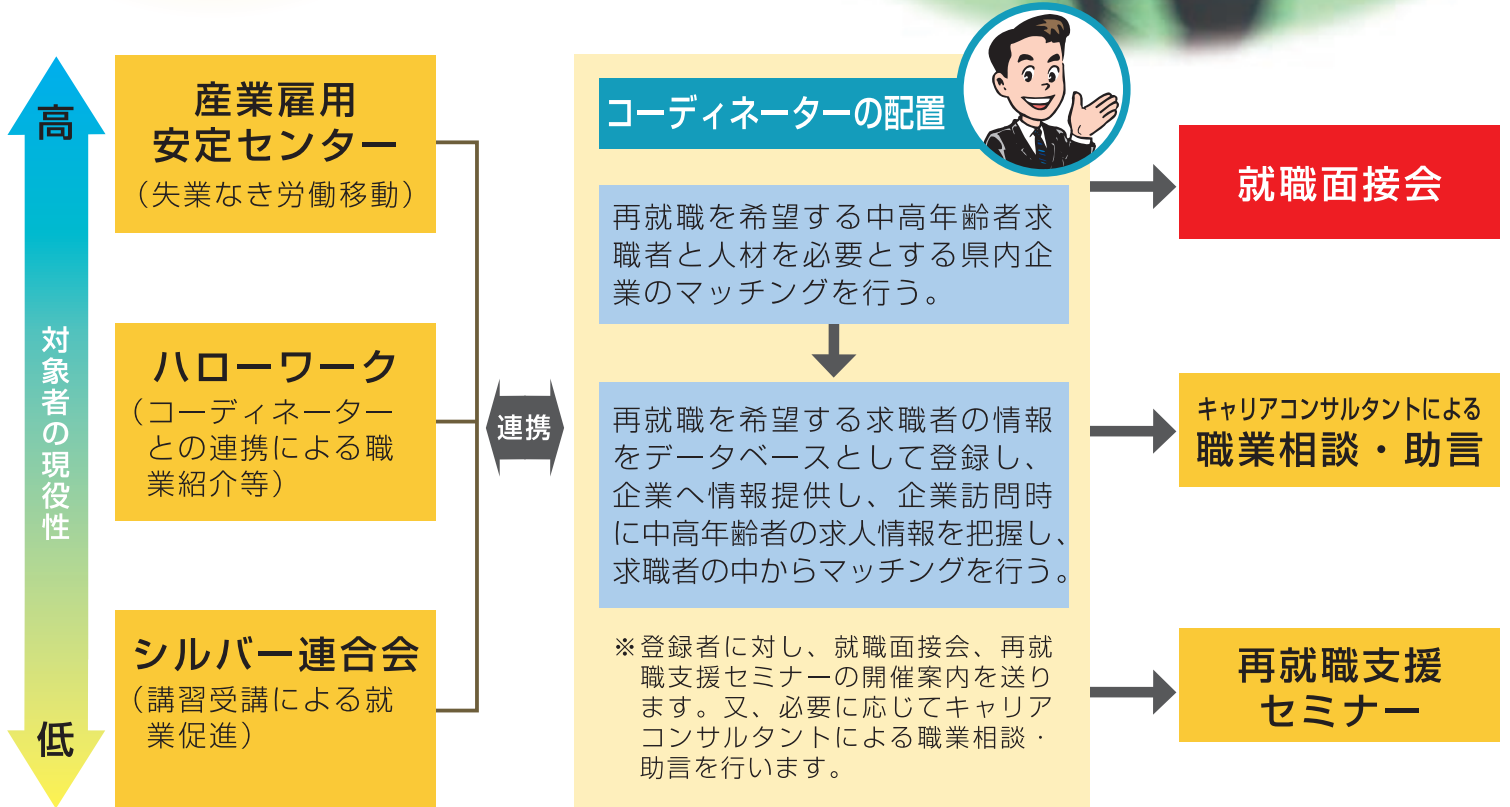 高
対象者の現役性
低
産業雇用
安定センター
（失業なき労働移動）
ハローワーク
（コーディネーター
との連携による職
業紹介等）
シルバー連合会
（講習受講による就
業促進）
連携
コーディネーターの配置
再就職を希望する中高年齢者求
職者と人材を必要とする県内企
業のマッチングを行う。
再就職を希望する求職者の情報
をデータベースとして登録し、
企業へ情報提供し、企業訪問時
に中高年齢者の求人情報を把握し、
求職者の中からマッチングを行う。
※登録者に対し、就職面接会、再就
職支援セミナーの開催案内を送り
ます。又、必要に応じてキャリア
コンサルタントによる職業相談・
助言を行います。
就職面接会
キャリアコンサルタントによる
職業相談・助言
再就職支援
セミナー